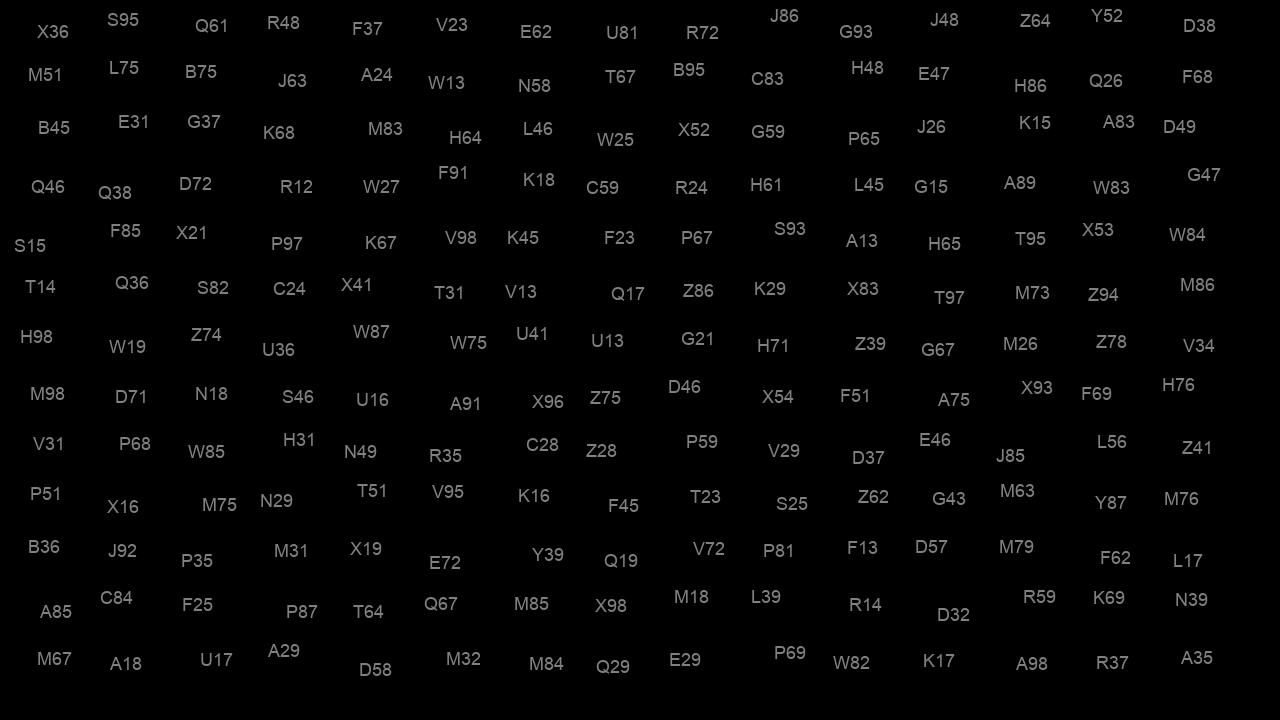 X36 S95 Q61 R48 F37 V23 E62 U81 R72 J86 G93 J48 Z64 Y52 D38
M51 L75 B75 J63 A24 W13 N58 T67 B95 C83 H48 E47 H86 Q26 F68
B45 E31 G37 K68 M83 H64 L46 W25 X52 G59 P65 J26 K15 A83 D49
Q46 Q38 D72 R12 W27 F91 K18 C59 R24 H61 L45 G15 A89 W83 G47
S15 F85 X21 P97 K67 V98 K45 F23 P67 S93 A13 H65 T95 X53 W84
T14 Q36 S82 C24 X41 T31 V13 Q17 Z86 K29 X83 T97 M73 Z94 M86
H98 W19 Z74 U36 W87 W75 U41 U13 G21 H71 Z39 G67 M26 Z78 V34
M98 D71 N18 S46 U16 A91 X96 Z75 D46 X54 F51 A75 X93 F69 H76
V31 P68 W85 H31 N49 R35 C28 Z28 P59 V29 D37 E46 J85 L56 Z41
P51 X16 M75 N29 T51 V95 K16 F45 T23 S25 Z62 G43 M63 Y87 M76
B36 J92 P35 M31 X19 E72 Y39 Q19 V72 P81 F13 D57 M79 F62 L17
A85 C84 F25 P87 T64 Q67 M85 X98 M18 L39 R14 D32 R59 K69 N39
M67 A18 U17 A29 D58 M32 M84 Q29 E29 P69 W82 K17 A98 R37 A35